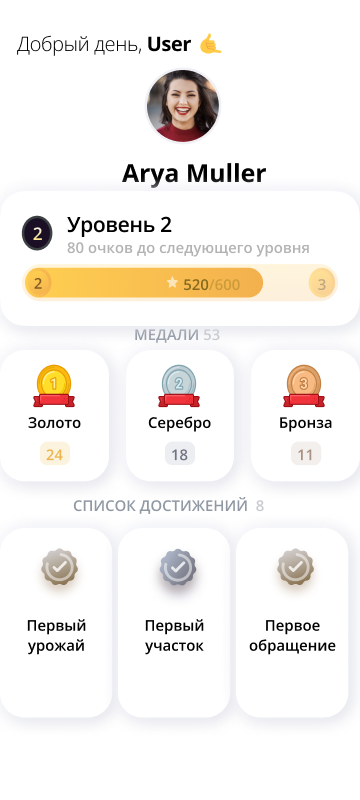 Добрый день, User
Arya Muller
2 Уровень 2
80 очков до следующего уровня
2 520/600 3
МЕДАЛИ 53
1 2 3
Золото Серебро Бронза
24 18 11
СПИСОК ДОСТИЖЕНИЙ 8
Первый Первый Первое
урожай участок обращение